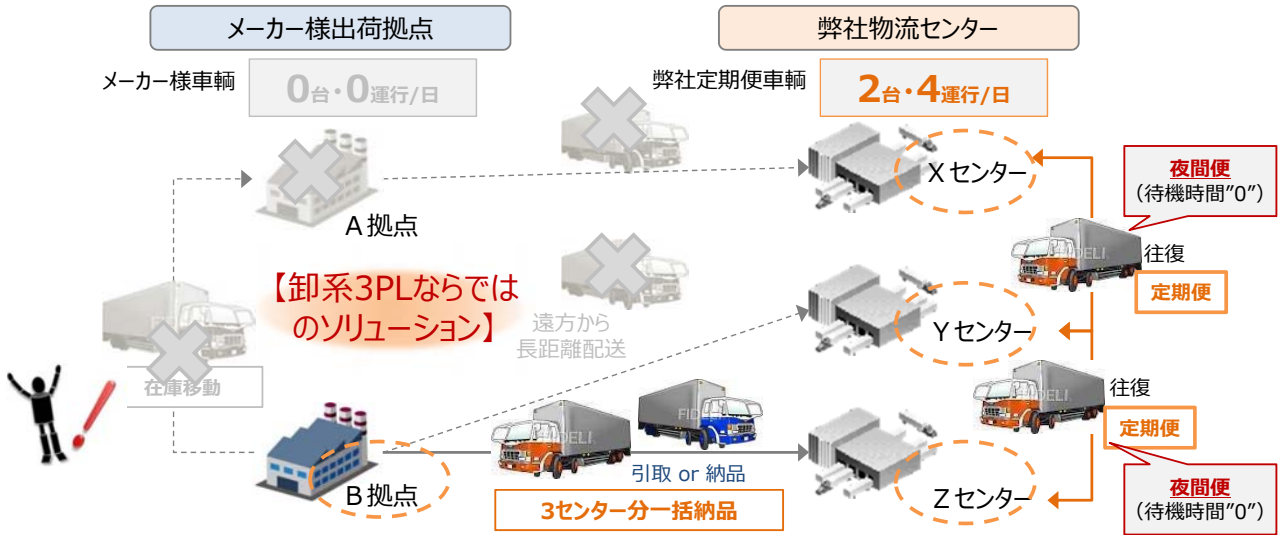 メーカー様出荷拠点
弊社物流センター
メーカー様車輌
0台・0運行/日
弊社定期便車輌
2台・4運行/日
A拠点
Xセンター
夜間便
(待機時間"0")
FIDELI
往復
定期便
【卸系3PLならでは
のソリューション】
遠方から
長距離配送
Yセンター
在庫移動
B拠点
FIDELI
FIDELI
引取 or 納品
3センター分一括納品
Zセンター
FIDELI
往復
定期便
夜間便
(待機時間"0")